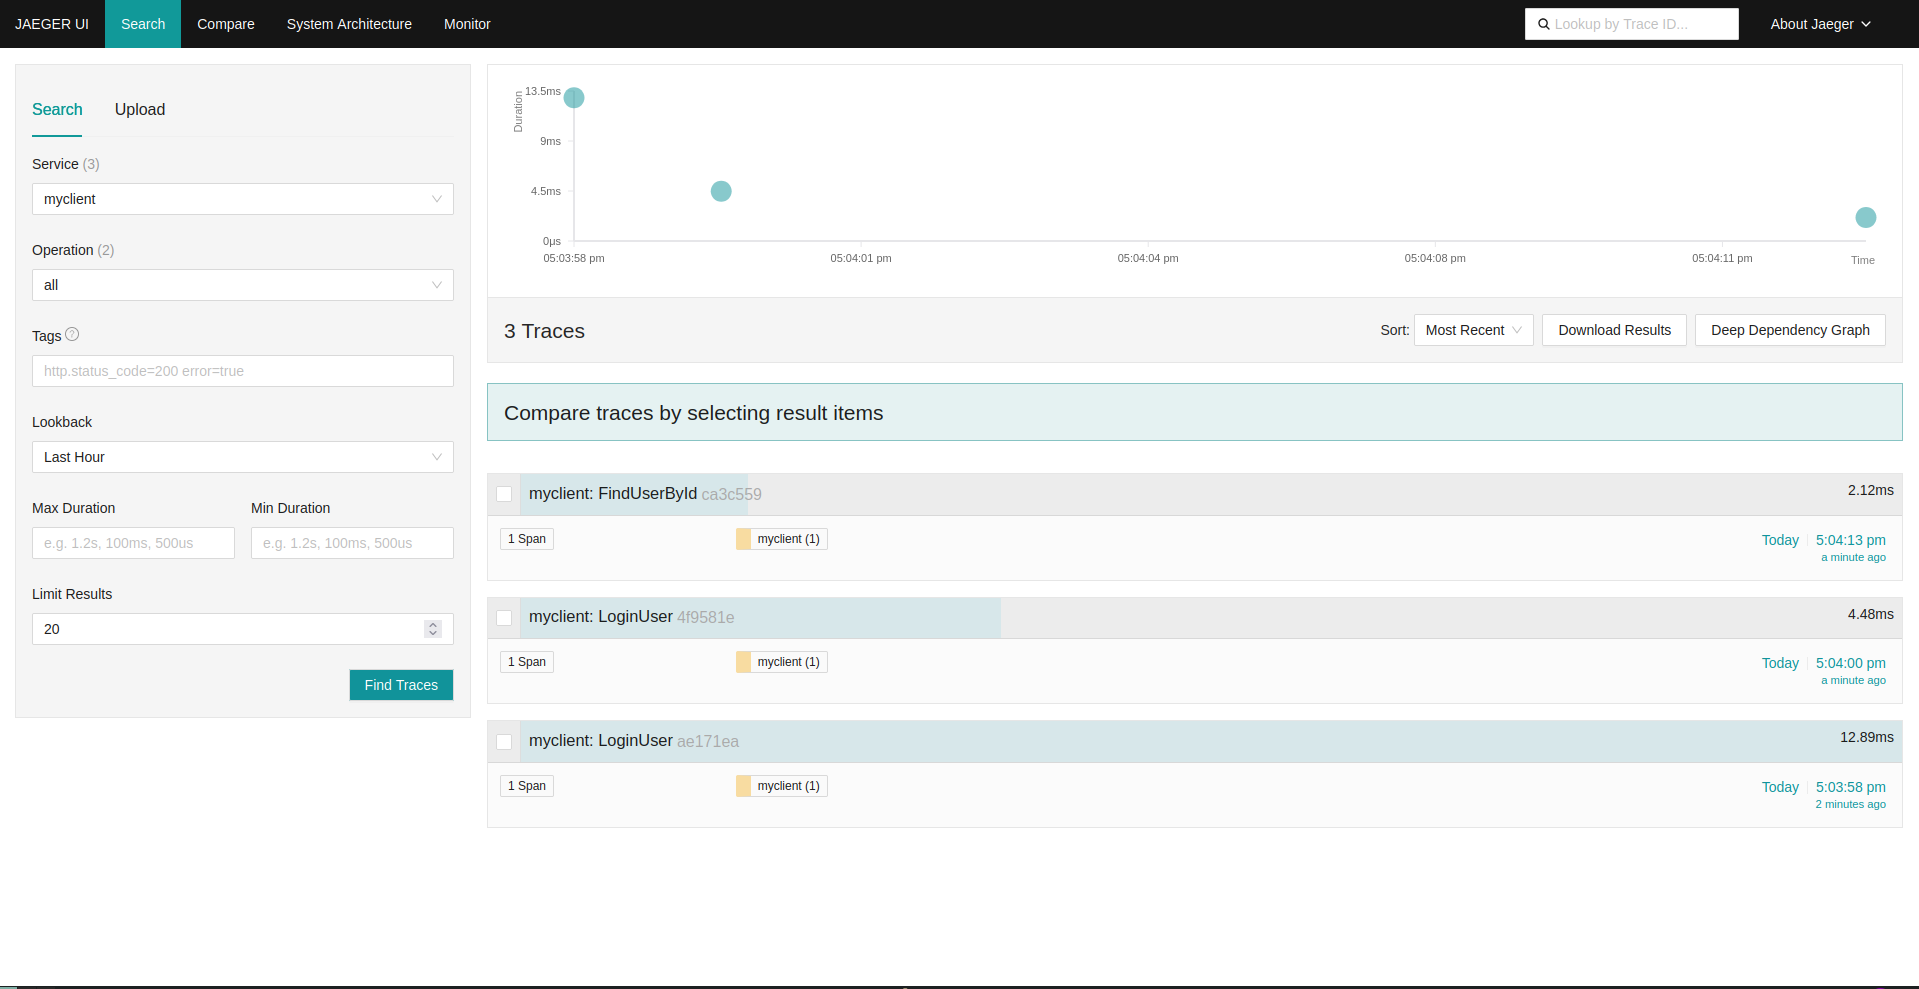 JAEGER UI Search Compare System Architecture Monitor Lookup by Trace ID... About Jaeger
Search Upload
Service (3)
myclient
Operation (2)
all
Tags ?
http.status_code=200 error=true
Lookback
Last Hour
Max Duration Min Duration
e.g. 1.2s, 100ms, 500us e.g. 1.2s, 100ms, 500us
Limit Results
20
Find Traces
Duration
13.5ms
9ms
4.5ms
0μs
05:03:58 pm 05:04:01 pm 05:04:04 pm 05:04:08 pm 05:04:11 pm Time
3 Traces Sort: Most Recent Download Results Deep Dependency Graph
Compare traces by selecting result items
myclient: FindUserById ca3c559 2.12ms
1 Span myclient (1) Today 5:04:13 pm
a minute ago
myclient: LoginUser 4f9581e 4.48ms
1 Span myclient (1) Today 5:04:00 pm
a minute ago
myclient: LoginUser ae171ea 12.89ms
1 Span myclient (1) Today 5:03:58 pm
2 minutes ago